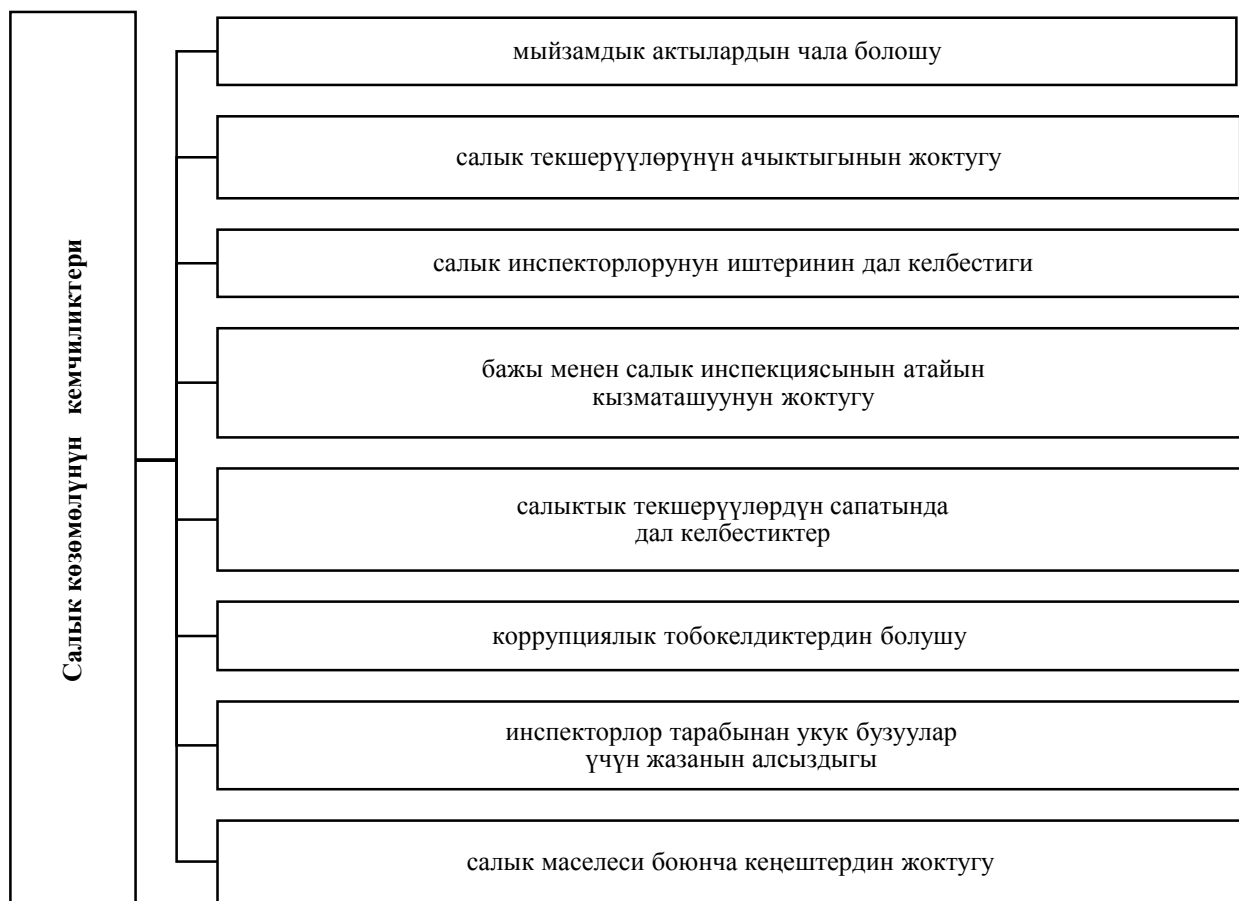 Салык көзөмөлүнүн кемчиликтери
мыйзамдык актылардын чала болошу
салык текшерүүлөрүнүн ачыктыгынын жоктугу
салык инспекторлорунун иштеринин дал келбестиги
бажы менен салык инспекциясынын атайын
кызматашуунун жоктугу
салыктык текшерүүлөрдүн сапатында
дал келбестиктер
коррупциялык тобокелдиктердин болушу
инспекторлор тарабынан укук бузуулар
үчүн жазанын алсыздыгы
салык маселеси боюнча кеңештердин жоктугу